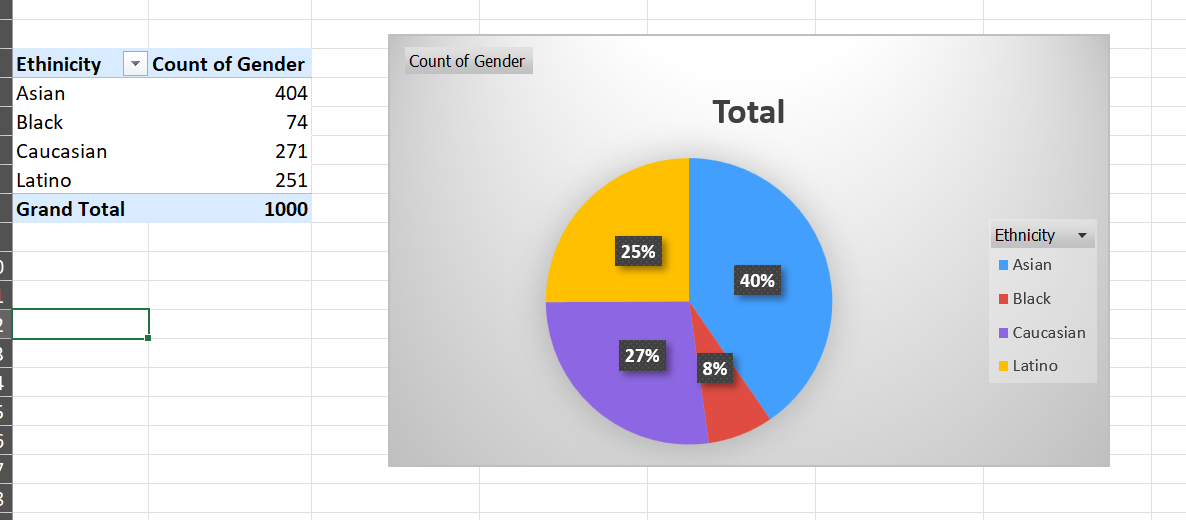 Ethinicity Count of Gender
Asian 404
Black 74
Caucasian 271
Latino 251
Grand Total 1000
Count of Gender
Total
25%
40%
27%
8%
Ethnicity
Asian
Black
Caucasian
Latino